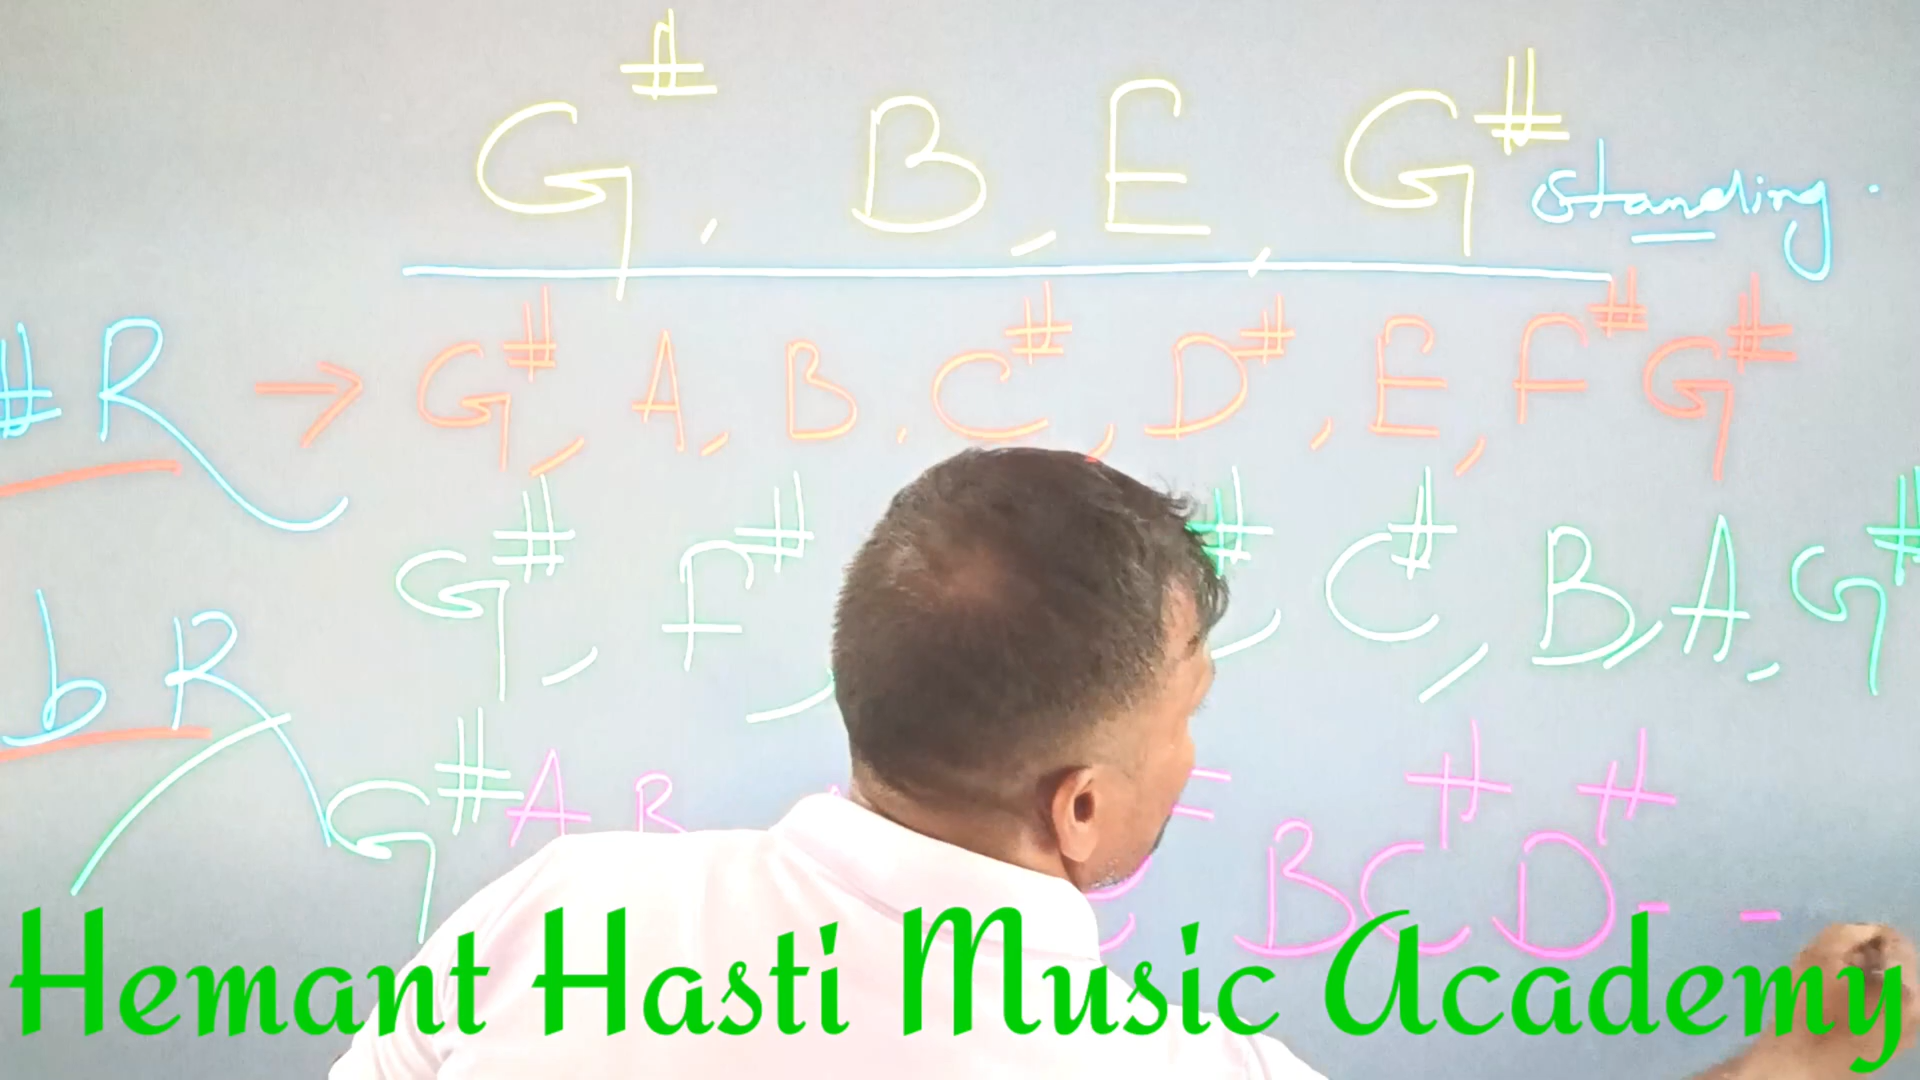 G#, B, E, G# standing.
#R → G#, A, B, C#, D#, E, F# G#
G#, F#, #, C#, B, A, G#
bR
G# A B B C# D# - -
Hemant Hasti Music Academy